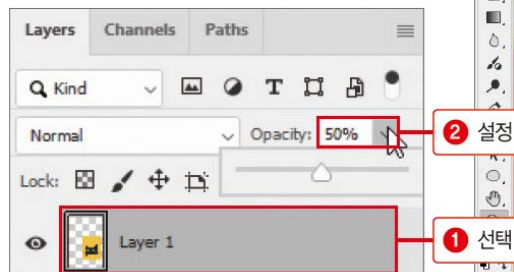 Layers Channels Paths
Kind T
Normal Opacity: 50% 2 설정
Lock:
Layer 1 1 선택